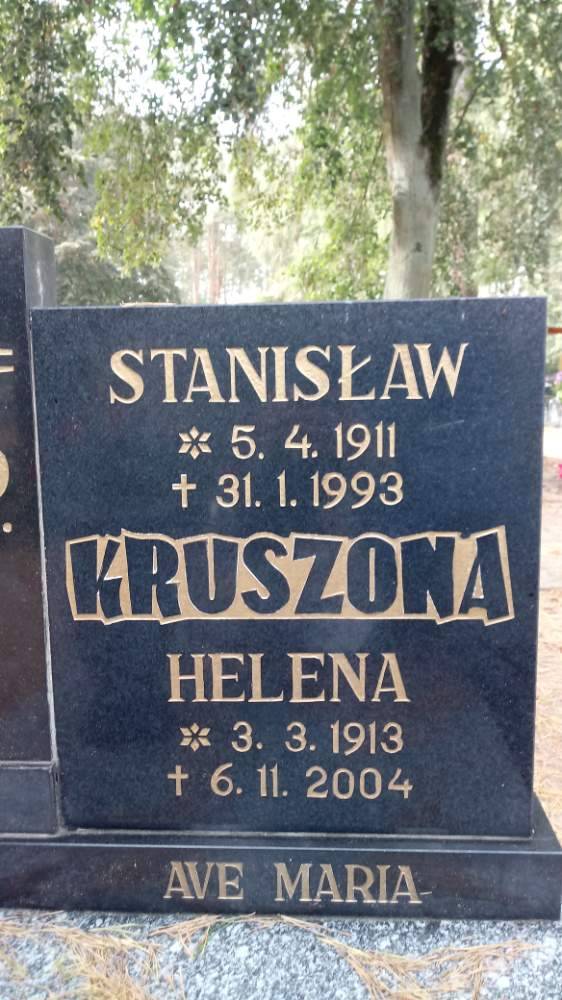 STANISŁAW
* 5. 4. 1911
† 31. 1. 1993
KRUSZONA
HELENA
* 3. 3. 1913
† 6. 11. 2004
AVE MARIA